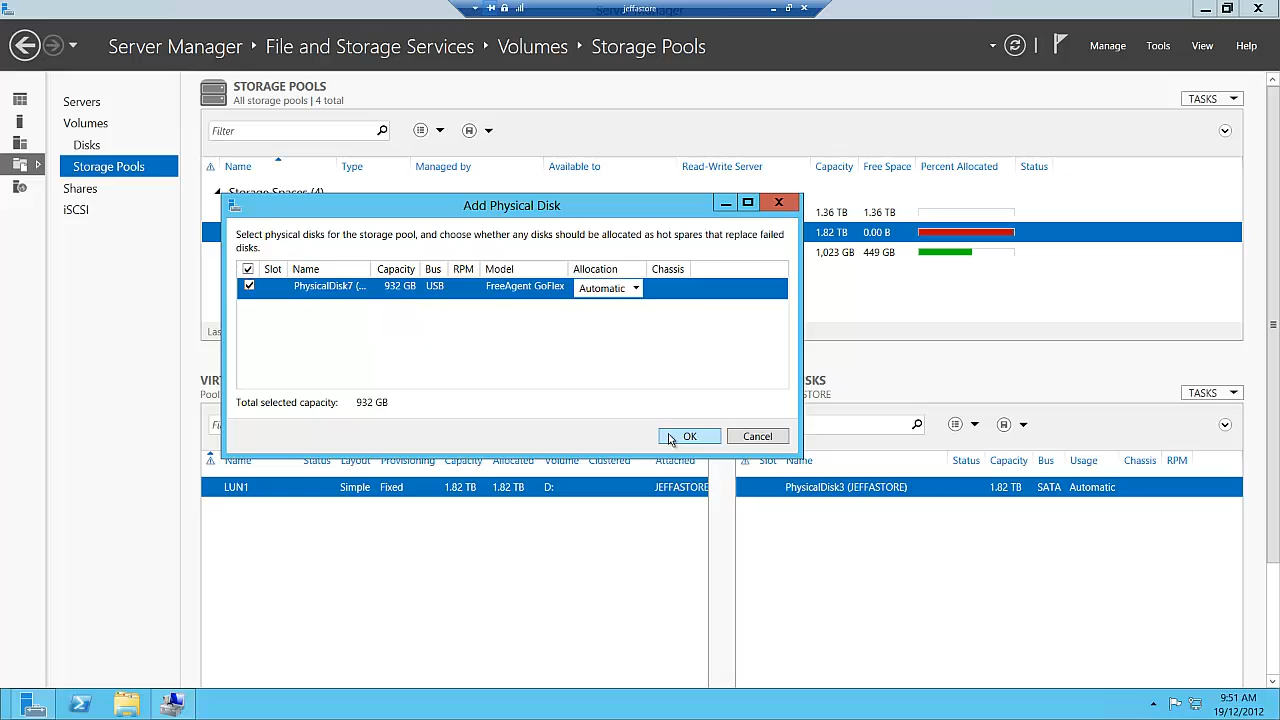 jeffastore
Server Manager ‣ File and Storage Services ‣ Volumes ‣ Storage Pools
Manage Tools View Help
Servers
Volumes
Disks
Storage Pools
Shares
iSCSI
STORAGE POOLS
All storage pools | 4 total
TASKS
Filter
Name Type Managed by Available to Read-Write Server Capacity Free Space Percent Allocated Status
Storage Spaces (4)
1.36 TB 1.36 TB
1.82 TB 0.00 B
1,023 GB 449 GB
Las
Add Physical Disk
Select physical disks for the storage pool, and choose whether any disks should be allocated as hot spares that replace failed
disks.
Slot Name Capacity Bus RPM Model Allocation Chassis
PhysicalDisk7 (... 932 GB USB FreeAgent GoFlex Automatic
Total selected capacity: 932 GB
OK Cancel
VIRT
Pool
Fil
Name Status Layout Provisioning Capacity Allocated Volume Clustered Attached
LUN1 Simple Fixed 1.82 TB 1.82 TB D: JEFFASTORE
SKS
STORE
TASKS
Slot Name Status Capacity Bus Usage Chassis RPM
PhysicalDisk3 (JEFFASTORE) 1.82 TB SATA Automatic
9:51 AM
19/12/2012